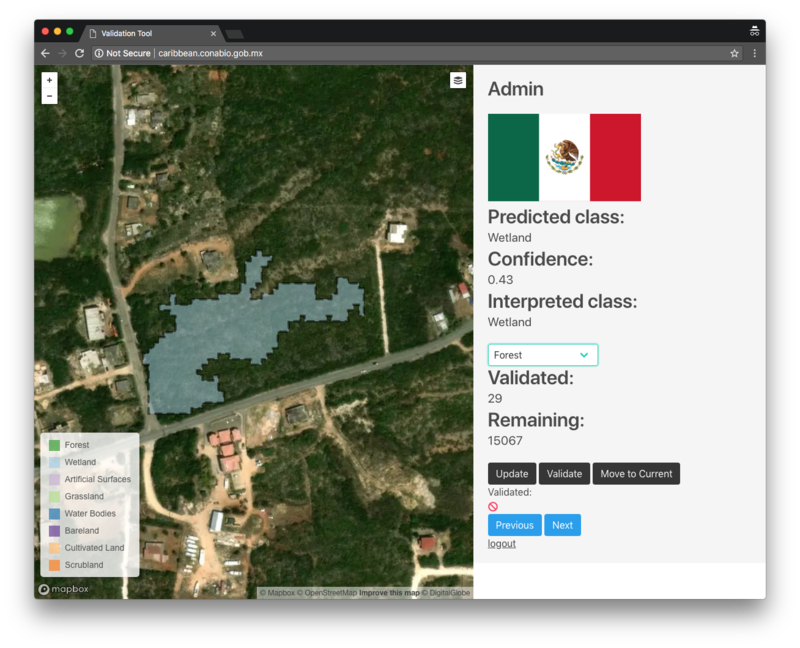 Validation Tool
Not Secure | caribbean.conabio.gob.mx
+
−
Admin
Predicted class:
Wetland
Confidence:
0.43
Interpreted class:
Wetland
Forest
Validated:
29
Remaining:
15067
Update
Validate
Move to Current
Validated:
Previous
Next
logout
Forest
Wetland
Artificial Surfaces
Grassland
Water Bodies
Bareland
Cultivated Land
Scrubland
mapbox
© Mapbox © OpenStreetMap Improve this map © DigitalGlobe